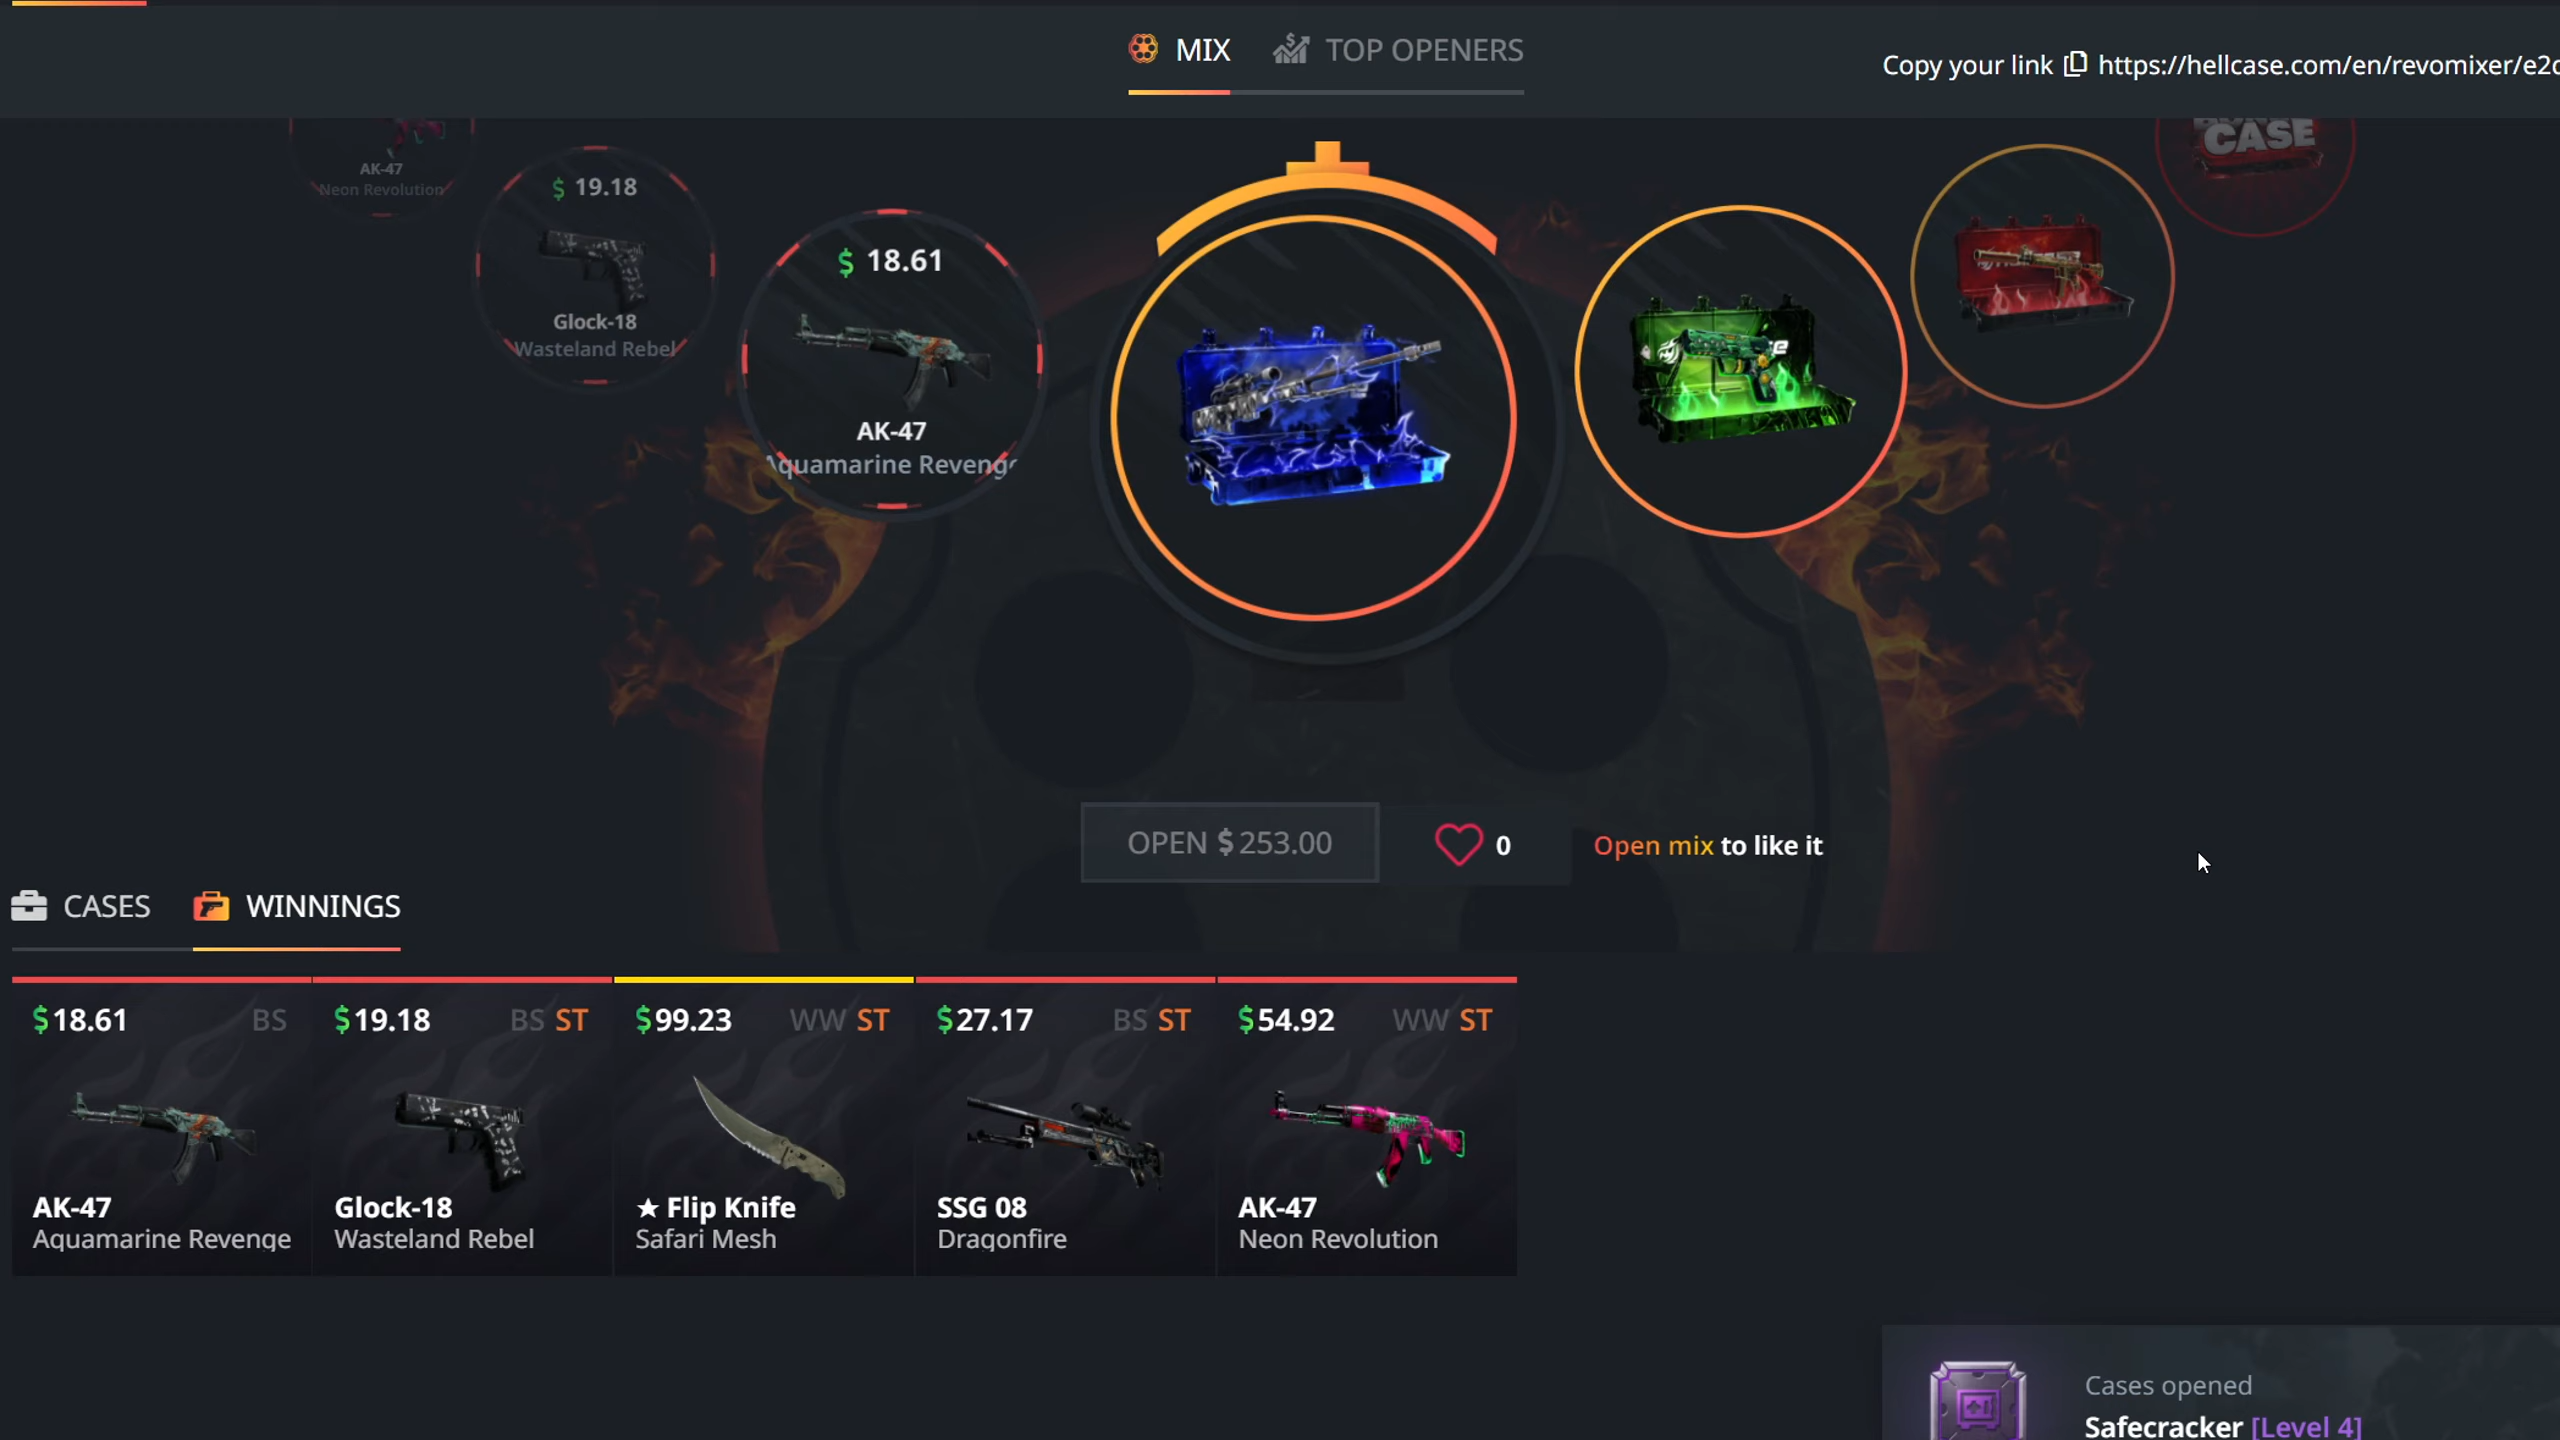 MIX
TOP OPENERS
Copy your link https://hellcase.com/en/revomixer/e2
AK-47
Neon Revolution
$ 19.18
Glock-18
Wasteland Rebel
$ 18.61
AK-47
Aquamarine Revenge
CASE
OPEN $ 253.00
0
Open mix to like it
CASES
WINNINGS
$18.61 BS
AK-47
Aquamarine Revenge
$19.18 BS ST
Glock-18
Wasteland Rebel
$99.23 WW ST
★ Flip Knife
Safari Mesh
$27.17 BS ST
SSG 08
Dragonfire
$54.92 WW ST
AK-47
Neon Revolution
Cases opened
Safecracker [Level 4]